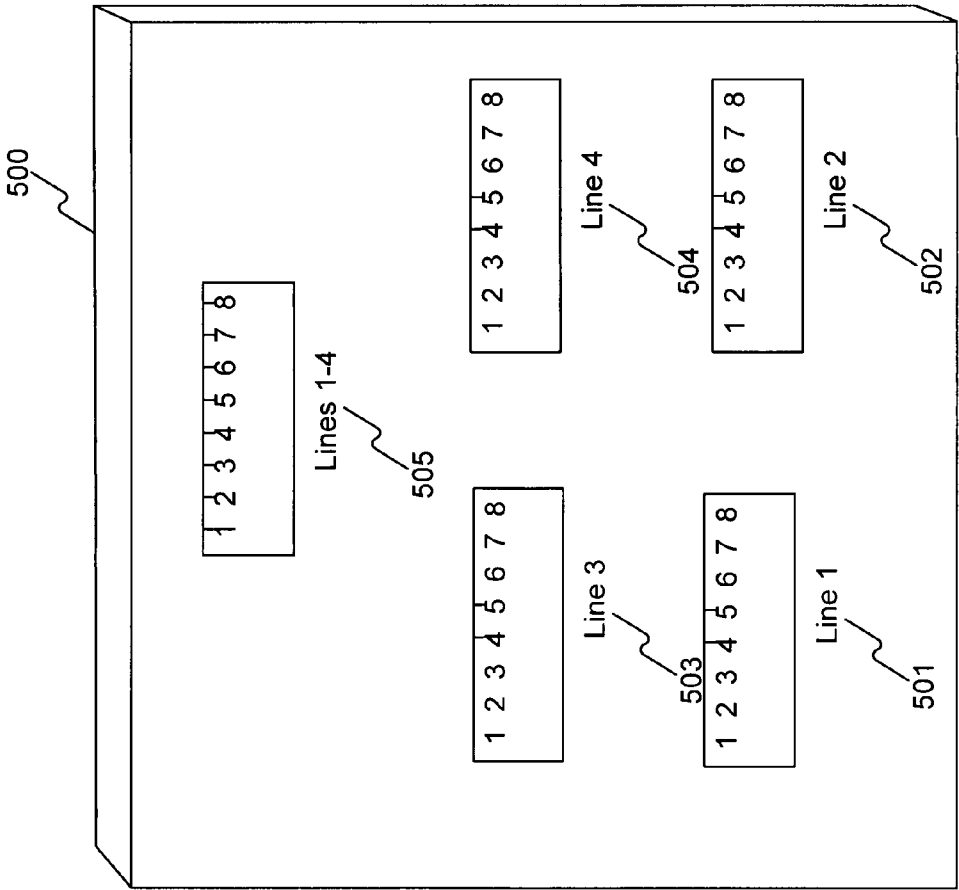 500
1 2 3 4 5 6 7 8
Lines 1-4
505
1 2 3 4 5 6 7 8
Line 3
503
1 2 3 4 5 6 7 8
Line 4
504
1 2 3 4 5 6 7 8
Line 1
501
1 2 3 4 5 6 7 8
Line 2
502